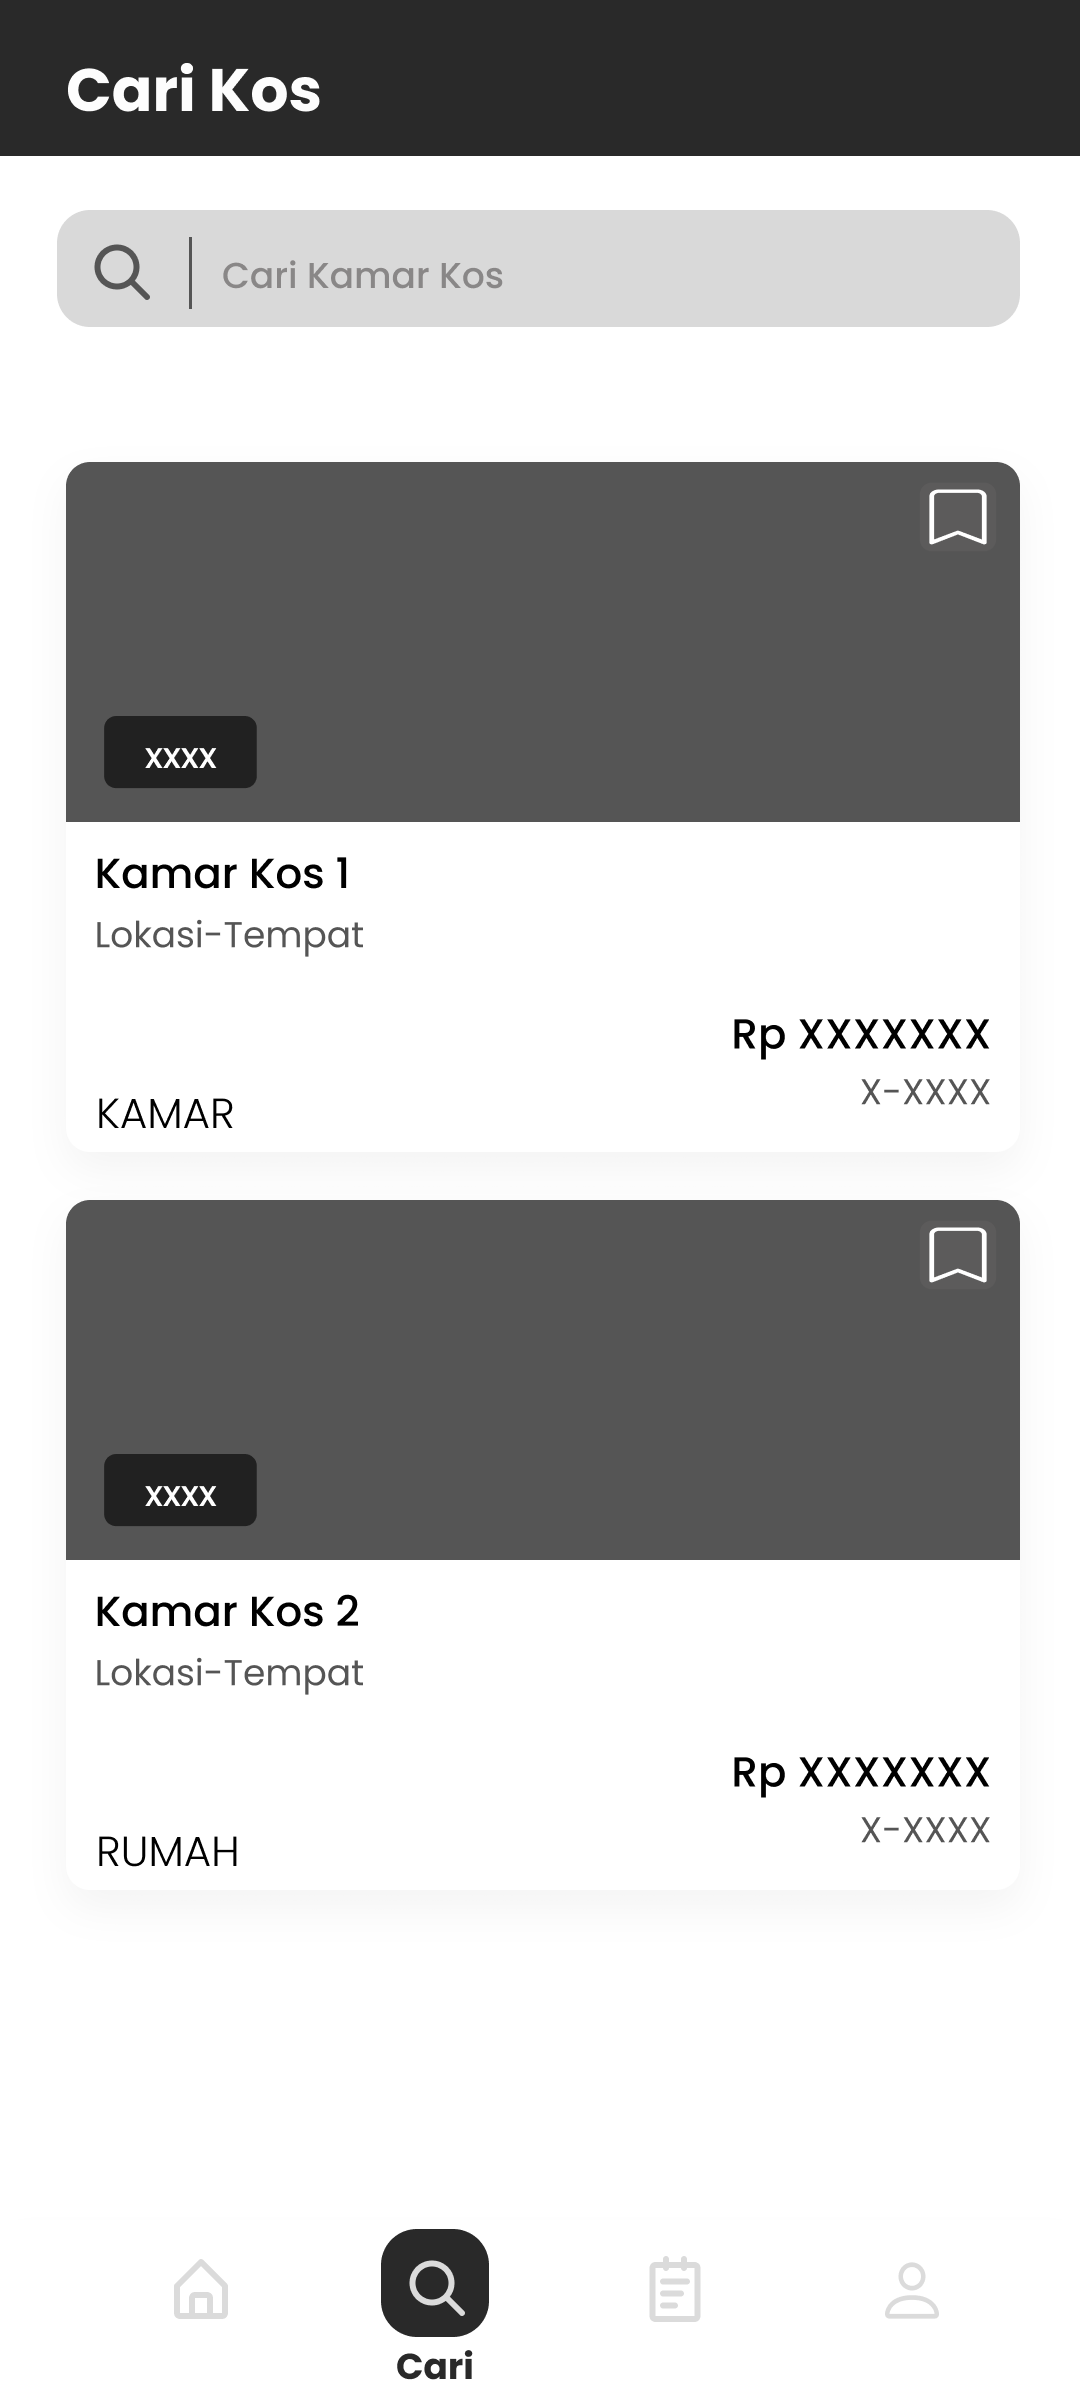 Cari Kos
Cari Kamar Kos
xxxx
Kamar Kos 1
Lokasi-Tempat
Rp XXXXXXX
X-XXXX
KAMAR
xxxx
Kamar Kos 2
Lokasi-Tempat
Rp XXXXXXX
X-XXXX
RUMAH
Cari